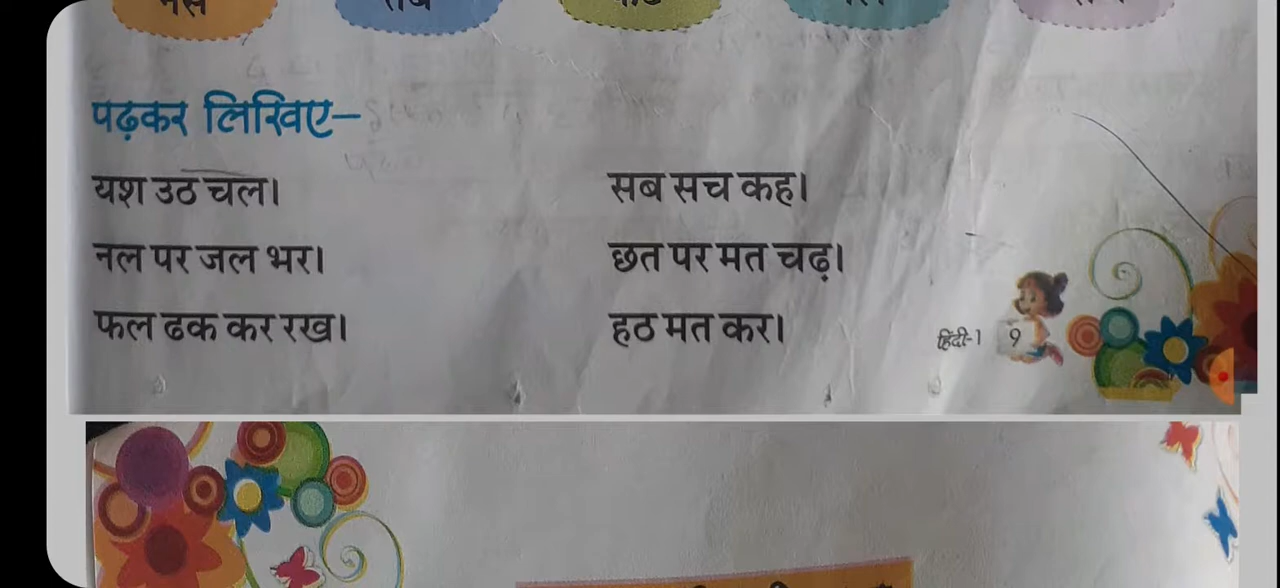 पढ़कर लिखिए–
यश उठ चल।
सब सच कह।
नल पर जल भर।
छत पर मत चढ़।
फल ढक कर रख।
हठ मत कर।
हिंदी-1 9